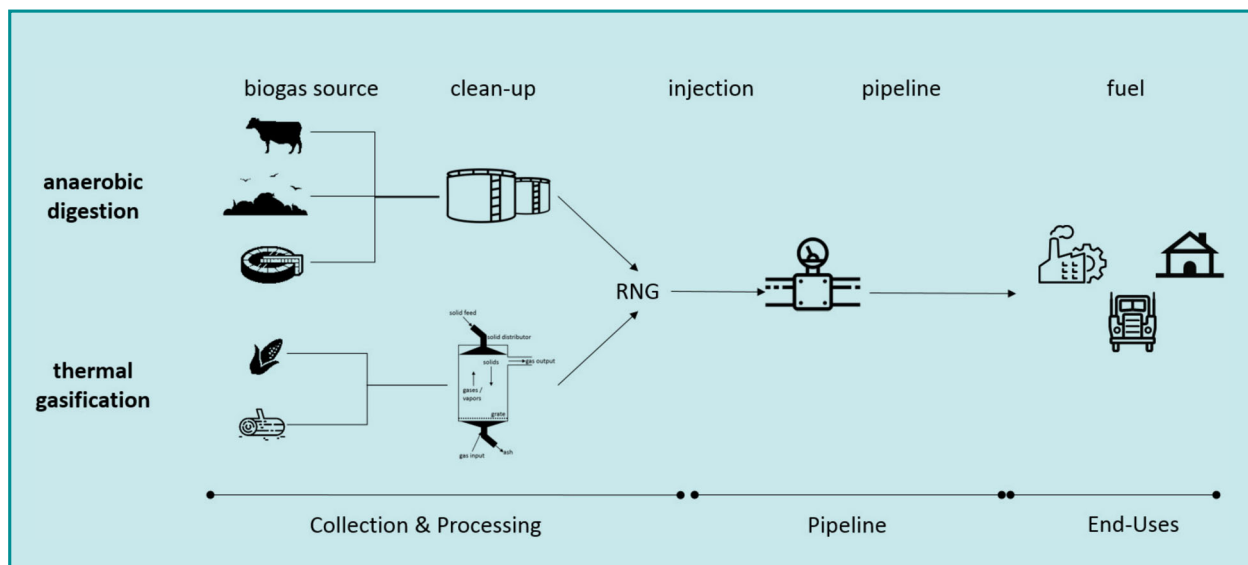 biogas source
clean-up
injection
pipeline
fuel
anaerobic
digestion
RNG
thermal
gasification
solid feed
solid distributor
solids
gas output
gases /
vapors
grate
gas input
ash
Collection & Processing
Pipeline
End-Uses